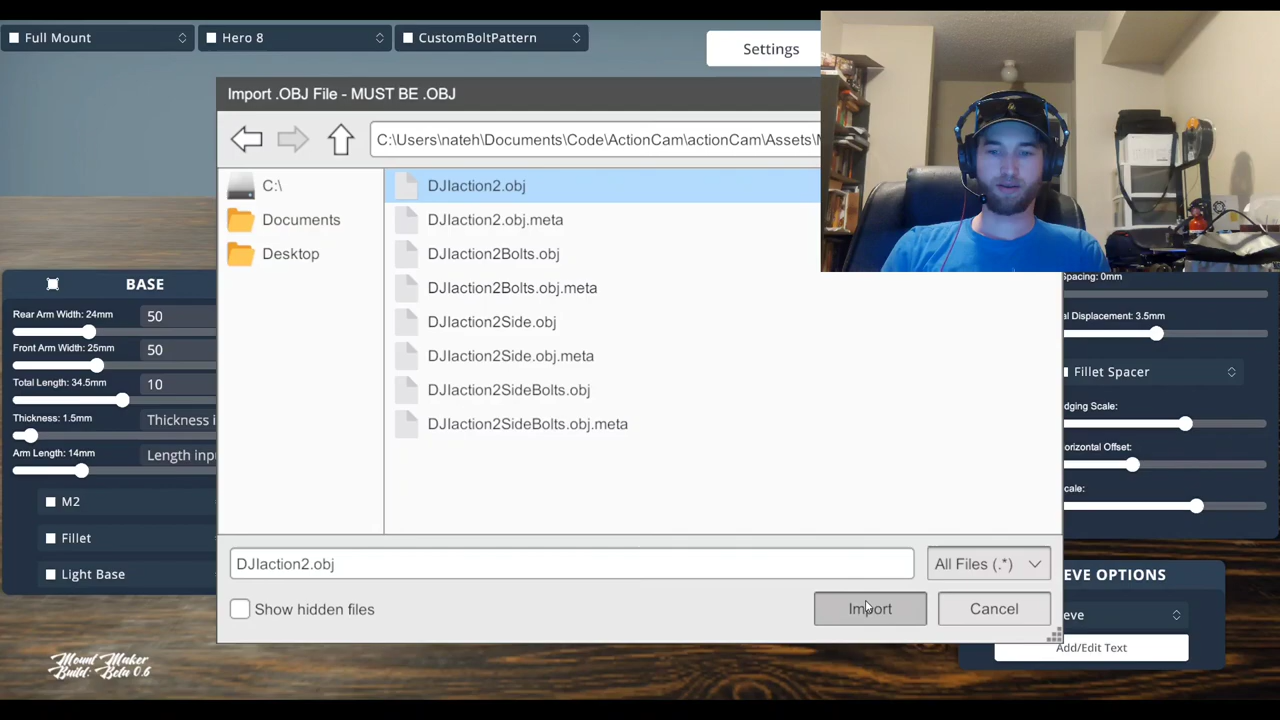 Full Mount
Hero 8
CustomBoltPattern
Settings
Import .OBJ File - MUST BE .OBJ
C:\Users\nateh\Documents\Code\ActionCam\actionCam\Assets\
C:\
Documents
Desktop
DJIaction2.obj
DJIaction2.obj.meta
DJIaction2Bolts.obj
DJIaction2Bolts.obj.meta
DJIaction2Side.obj
DJIaction2Side.obj.meta
DJIaction2SideBolts.obj
DJIaction2SideBolts.obj.meta
DJIaction2.obj
All Files (.*)
Show hidden files
Import
Cancel
BASE
Rear Arm Width: 24mm
50
Front Arm Width: 25mm
50
Total Length: 34.5mm
10
Thickness: 1.5mm
Thickness i
Arm Length: 14mm
Length inpu
M2
Fillet
Light Base
Spacing: 0mm
al Displacement: 3.5mm
Fillet Spacer
dging Scale:
orizontal Offset:
cale:
EVE OPTIONS
eve
Add/Edit Text
Mount Maker
Build: Beta 0.6